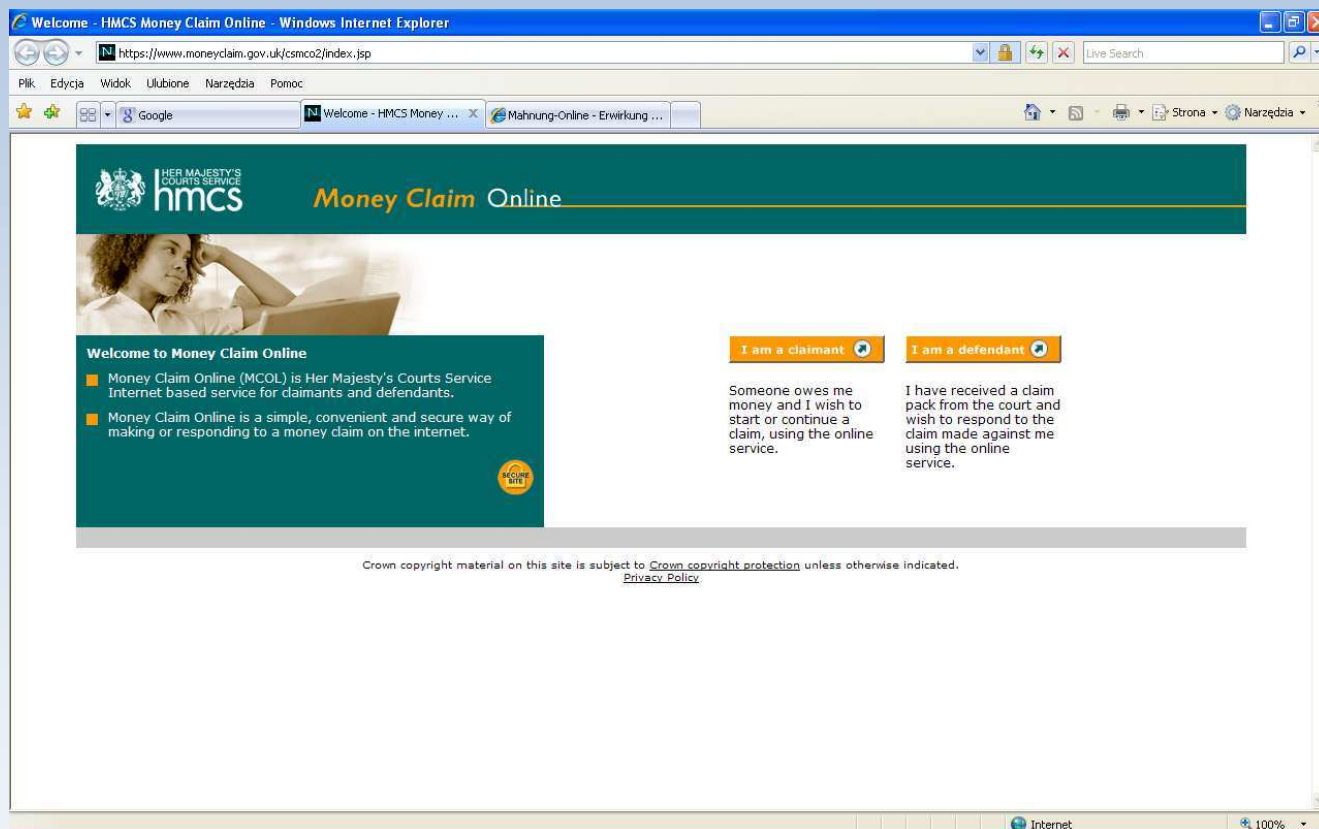 Welcome - HMCS Money Claim Online - Windows Internet Explorer
https://www.moneyclaim.gov.uk/csmco2/index.jsp
Live Search
Plik Edycja Widok Ulubione Narzędzia Pomoc
Google
Welcome - HMCS Money ...
Mahnung-Online - Erwirkung ...
Strona
Narzędzia
HER MAJESTY'S
COURTS SERVICE
hmcs
Money Claim Online
Welcome to Money Claim Online
Money Claim Online (MCOL) is Her Majesty's Courts Service
Internet based service for claimants and defendants.
Money Claim Online is a simple, convenient and secure way of
making or responding to a money claim on the internet.
SECURE
SITE
I am a claimant
Someone owes me
money and I wish to
start or continue a
claim, using the online
service.
I am a defendant
I have received a claim
pack from the court and
wish to respond to the
claim made against me
using the online
service.
Crown copyright material on this site is subject to Crown copyright protection unless otherwise indicated.
Privacy Policy
Internet
100%